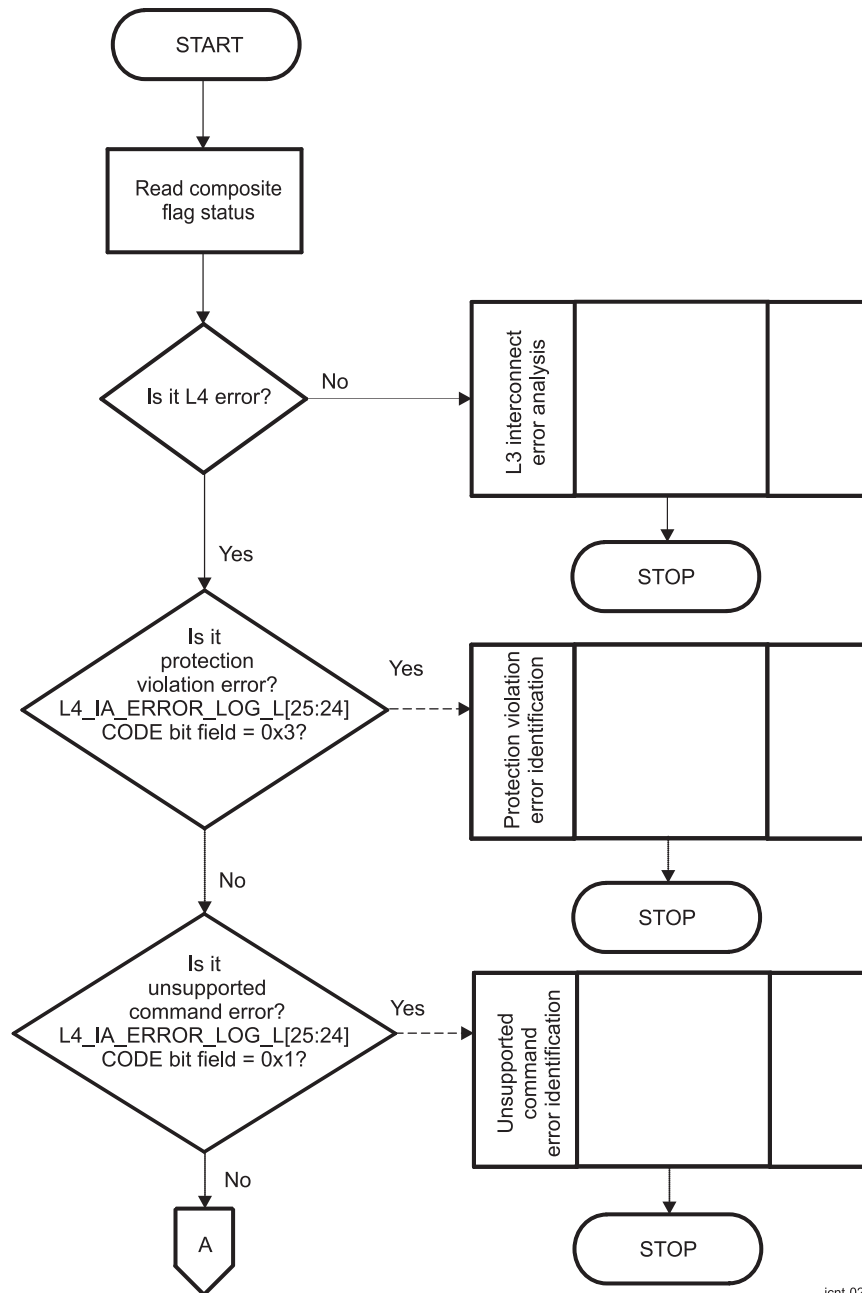 START
Read composite
flag status
Is it L4 error?
No
L3 interconnect
error analysis
STOP
Yes
Is it
protection
violation error?
L4_IA_ERROR_LOG_L[25:24]
CODE bit field = 0x3?
Yes
Protection violation
error identification
STOP
No
Is it
unsupported
command error?
L4_IA_ERROR_LOG_L[25:24]
CODE bit field = 0x1?
Yes
Unsupported
command
error identification
STOP
No
A